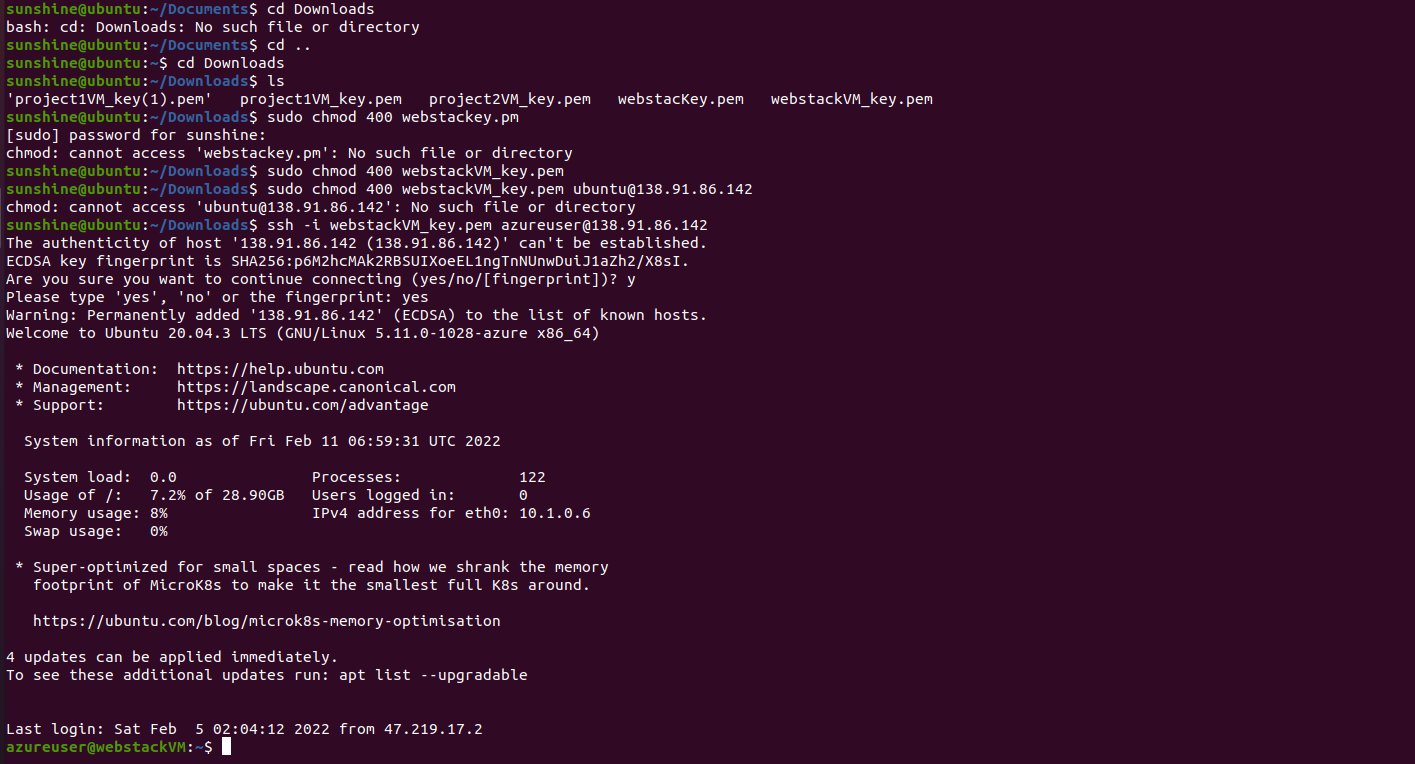 sunshine@ubuntu:~/Documents$ cd Downloads
bash: cd: Downloads: No such file or directory
sunshine@ubuntu:~/Documents$ cd ..
sunshine@ubuntu:~$ cd Downloads
sunshine@ubuntu:~/Downloads$ ls
'project1VM_key(1).pem'   project1VM_key.pem   project2VM_key.pem   webstacKey.pem   webstackVM_key.pem
sunshine@ubuntu:~/Downloads$ sudo chmod 400 webstackey.pm
[sudo] password for sunshine:
chmod: cannot access 'webstackey.pm': No such file or directory
sunshine@ubuntu:~/Downloads$ sudo chmod 400 webstackVM_key.pem
sunshine@ubuntu:~/Downloads$ sudo chmod 400 webstackVM_key.pem ubuntu@138.91.86.142
chmod: cannot access 'ubuntu@138.91.86.142': No such file or directory
sunshine@ubuntu:~/Downloads$ ssh -i webstackVM_key.pem azureuser@138.91.86.142
The authenticity of host '138.91.86.142 (138.91.86.142)' can't be established.
ECDSA key fingerprint is SHA256:p6M2hcMAk2RBSUIXoeEL1ngTnNUnwDuiJ1aZh2/X8sI.
Are you sure you want to continue connecting (yes/no/[fingerprint])? y
Please type 'yes', 'no' or the fingerprint: yes
Warning: Permanently added '138.91.86.142' (ECDSA) to the list of known hosts.
Welcome to Ubuntu 20.04.3 LTS (GNU/Linux 5.11.0-1028-azure x86_64)

 * Documentation:  https://help.ubuntu.com
 * Management:     https://landscape.canonical.com
 * Support:        https://ubuntu.com/advantage

  System information as of Fri Feb 11 06:59:31 UTC 2022

  System load:  0.0               Processes:             122
  Usage of /:   7.2% of 28.90GB   Users logged in:       0
  Memory usage: 8%                IPv4 address for eth0: 10.1.0.6
  Swap usage:   0%

 * Super-optimized for small spaces - read how we shrank the memory
   footprint of MicroK8s to make it the smallest full K8s around.

   https://ubuntu.com/blog/microk8s-memory-optimisation

4 updates can be applied immediately.
To see these additional updates run: apt list --upgradable


Last login: Sat Feb  5 02:04:12 2022 from 47.219.17.2
azureuser@webstackVM:~$